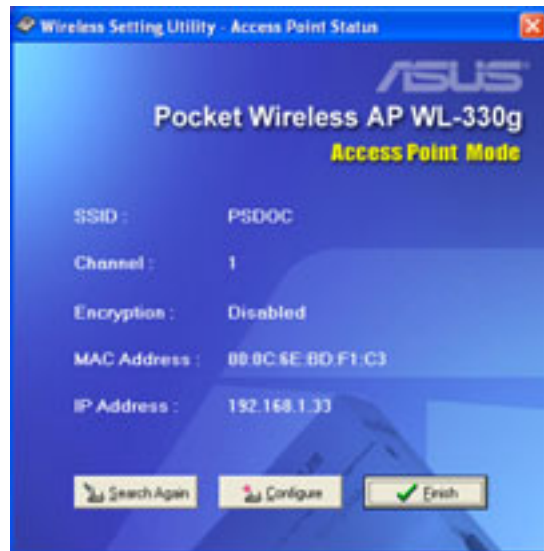 Wireless Setting Utility - Access Point Status
ASUS
Pocket Wireless AP WL-330g
Access Point Mode
SSID : PSDOC
Channel : 1
Encryption : Disabled
MAC Address : 00:0C:6E:BD:F1:C3
IP Address : 192.168.1.33
Search Again Configure Finish